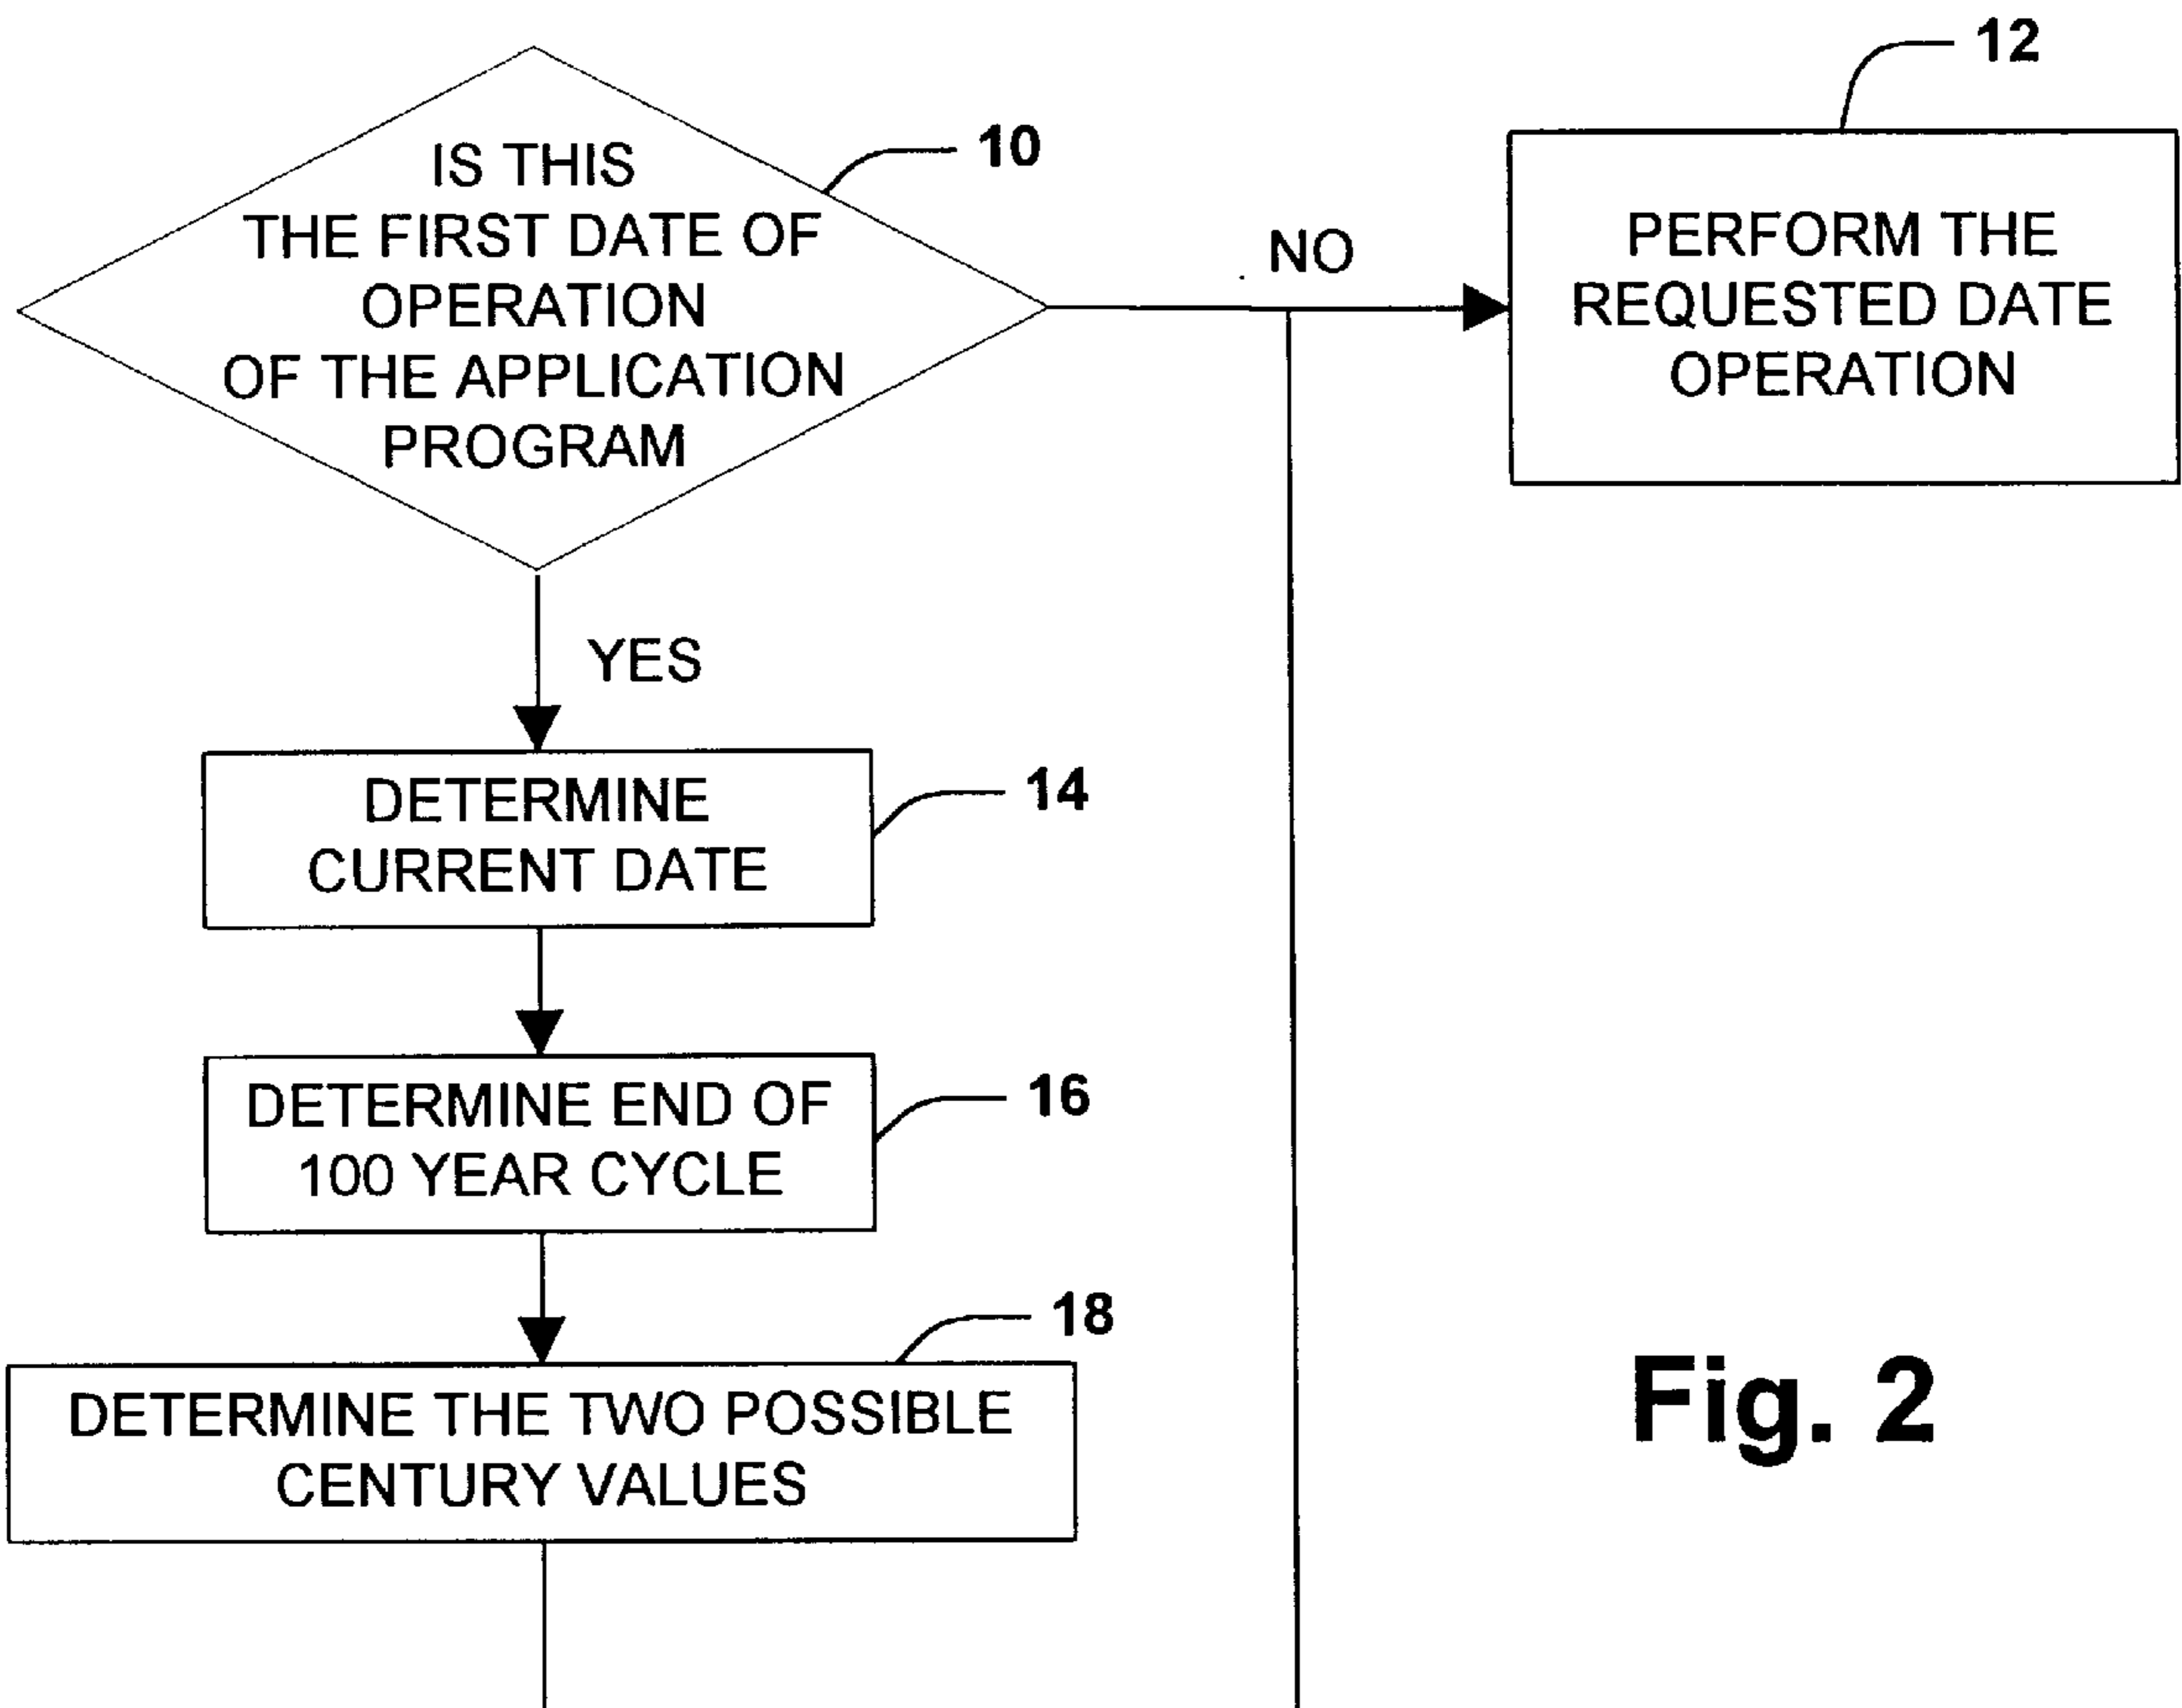 12
10
IS THIS
THE FIRST DATE OF
OPERATION
OF THE APPLICATION
PROGRAM
NO
PERFORM THE
REQUESTED DATE
OPERATION
YES
DETERMINE
CURRENT DATE
14
DETERMINE END OF
100 YEAR CYCLE
16
18
DETERMINE THE TWO POSSIBLE
CENTURY VALUES
Fig. 2